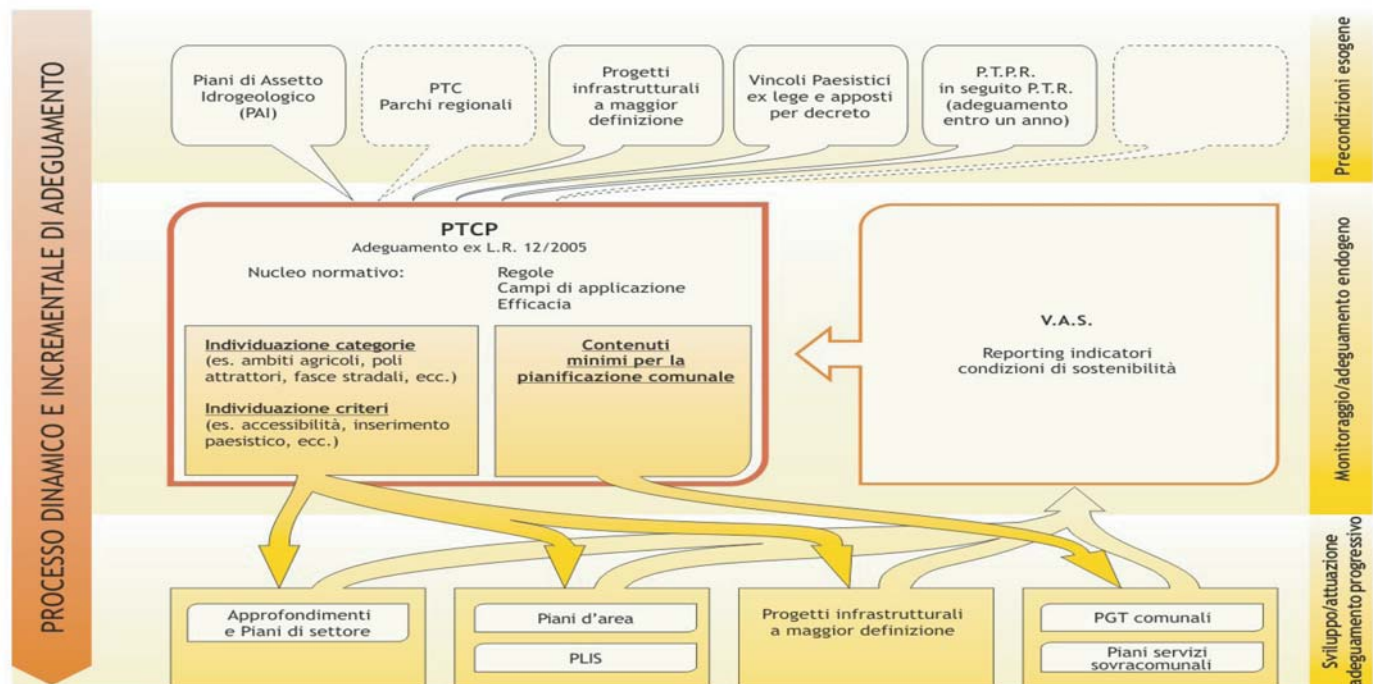 PROCESSO DINAMICO E INCREMENTALE DI ADEGUAMENTO
Piani di Assetto
Idrogeologico
(PAI)
PTC
Parchi regionali
Progetti
infrastrutturali
a maggior
definizione
Vincoli Paesistici
ex lege e apposti
per decreto
P.T.P.R.
in seguito P.T.R.
(adeguamento
entro un anno)
Precondizioni esogene
PTCP
Adeguamento ex L.R. 12/2005
Nucleo normativo:
Regole
Campi di applicazione
Efficacia
Individuazione categorie
(es. ambiti agricoli, poli
attrattori, fasce stradali, ecc.)
Individuazione criteri
(es. accessibilità, inserimento
paesistico, ecc.)
Contenuti
minimi per la
pianificazione comunale
V.A.S.
Reporting indicatori
condizioni di sostenibilità
Monitoraggio/adeguamento endogeno
Approfondimenti
e Piani di settore
Piani d'area
PLIS
Progetti infrastrutturali
a maggior definizione
PGT comunali
Piani servizi
sovracomunali
Sviluppo/attuazione
adeguamento progressivo